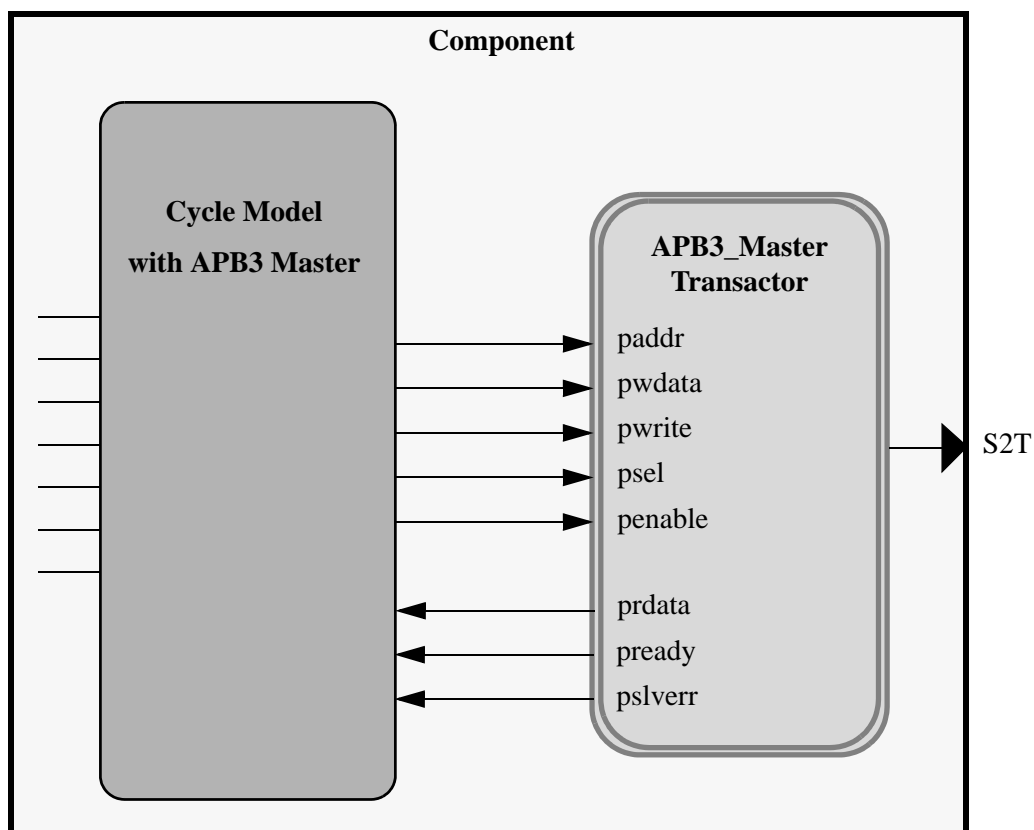 Component
Cycle Model
with APB3 Master
APB3_Master
Transactor
paddr
pwdata
pwrite
psel
penable
prdata
pready
pslverr
S2T